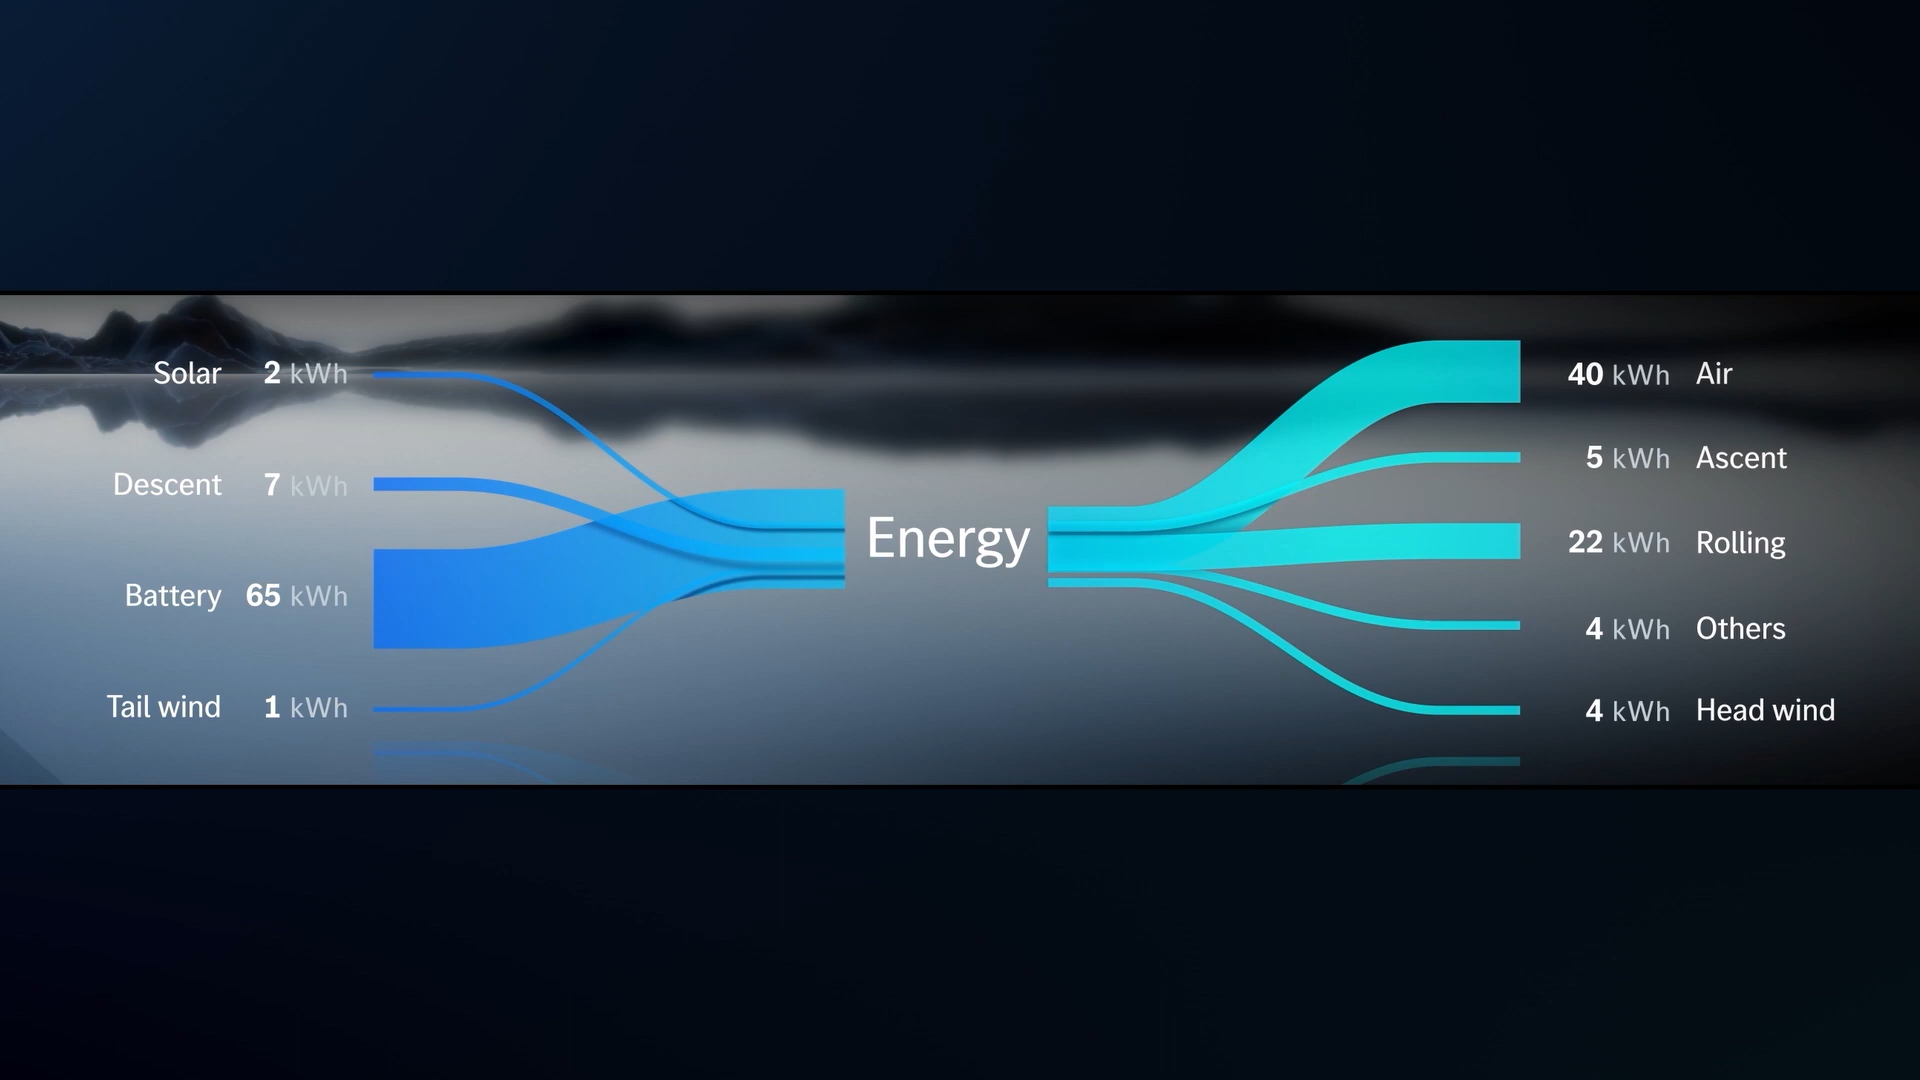 Solar 2 kWh
Descent 7 kWh
Battery 65 kWh
Tail wind 1 kWh
Energy
40 kWh Air
5 kWh Ascent
22 kWh Rolling
4 kWh Others
4 kWh Head wind